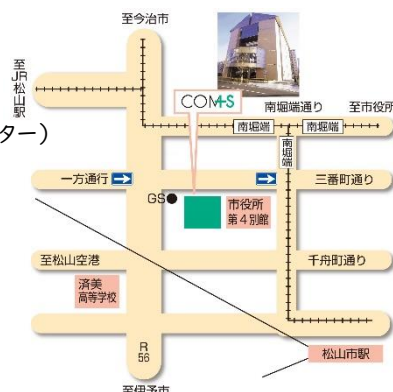 至今治市
至JR松山駅
COMS
南堀端通り
至市役所
南堀端
南堀端
南堀端
ター）
一方通行
三番町通り
GS
市役所
第4別館
至松山空港
千舟町通り
済美
高等学校
R
56
松山市駅
至伊予市